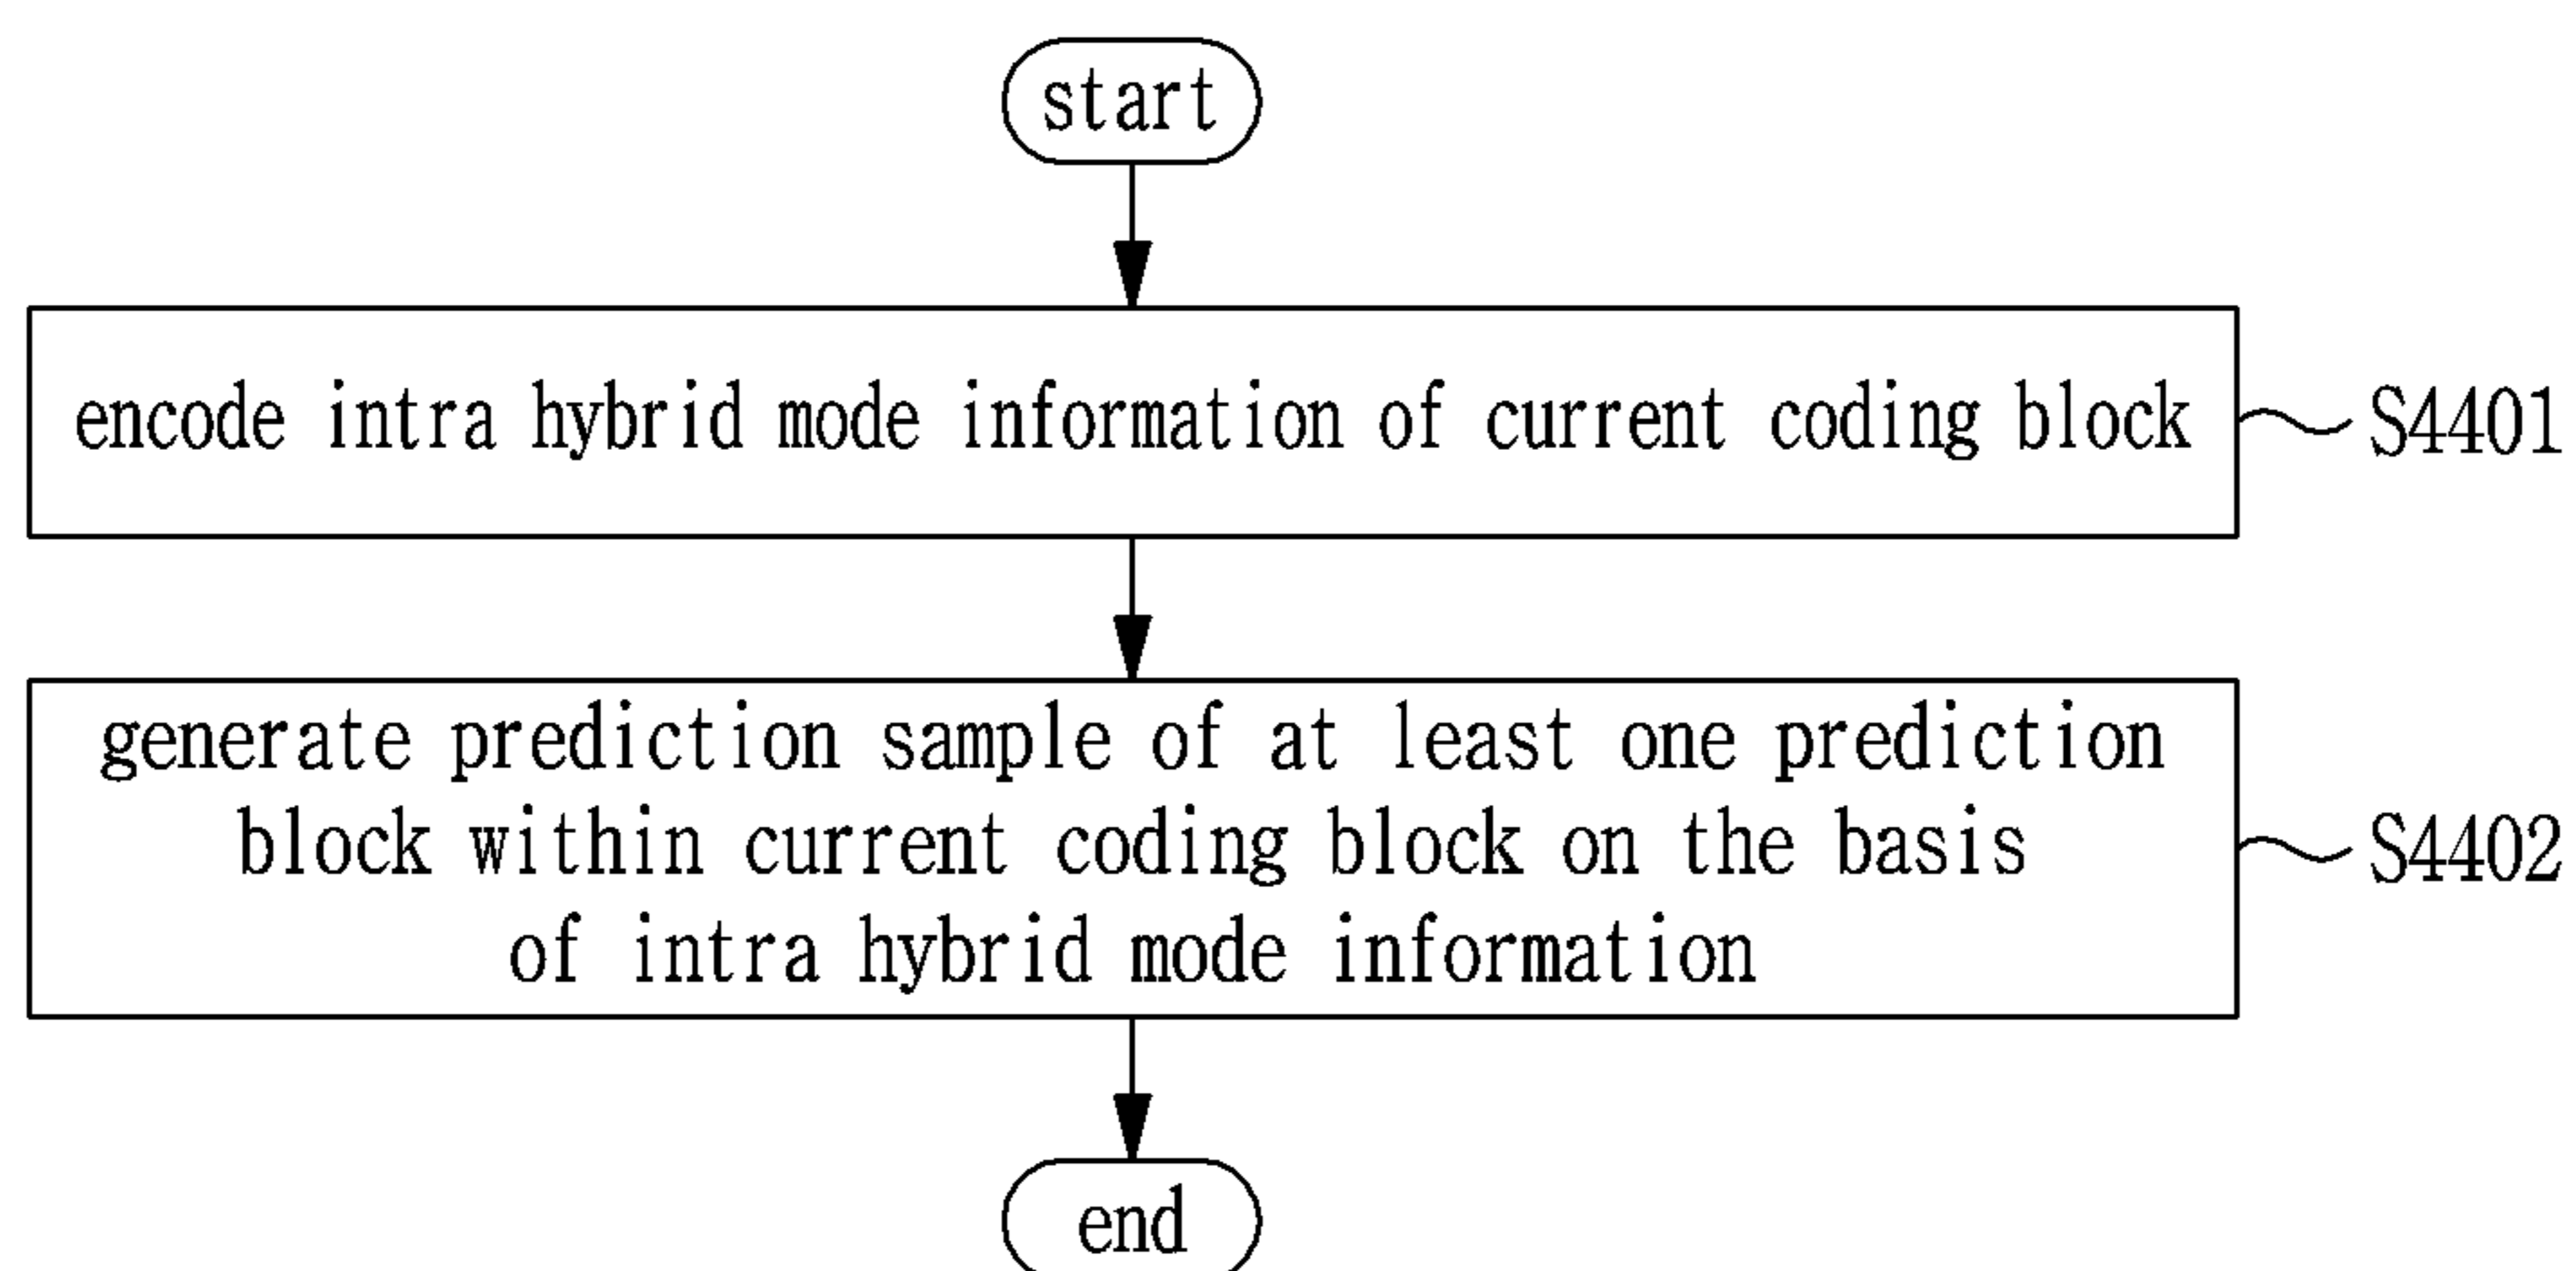 start
encode intra hybrid mode information of current coding block
S4401
generate prediction sample of at least one prediction
block within current coding block on the basis
of intra hybrid mode information
S4402
end